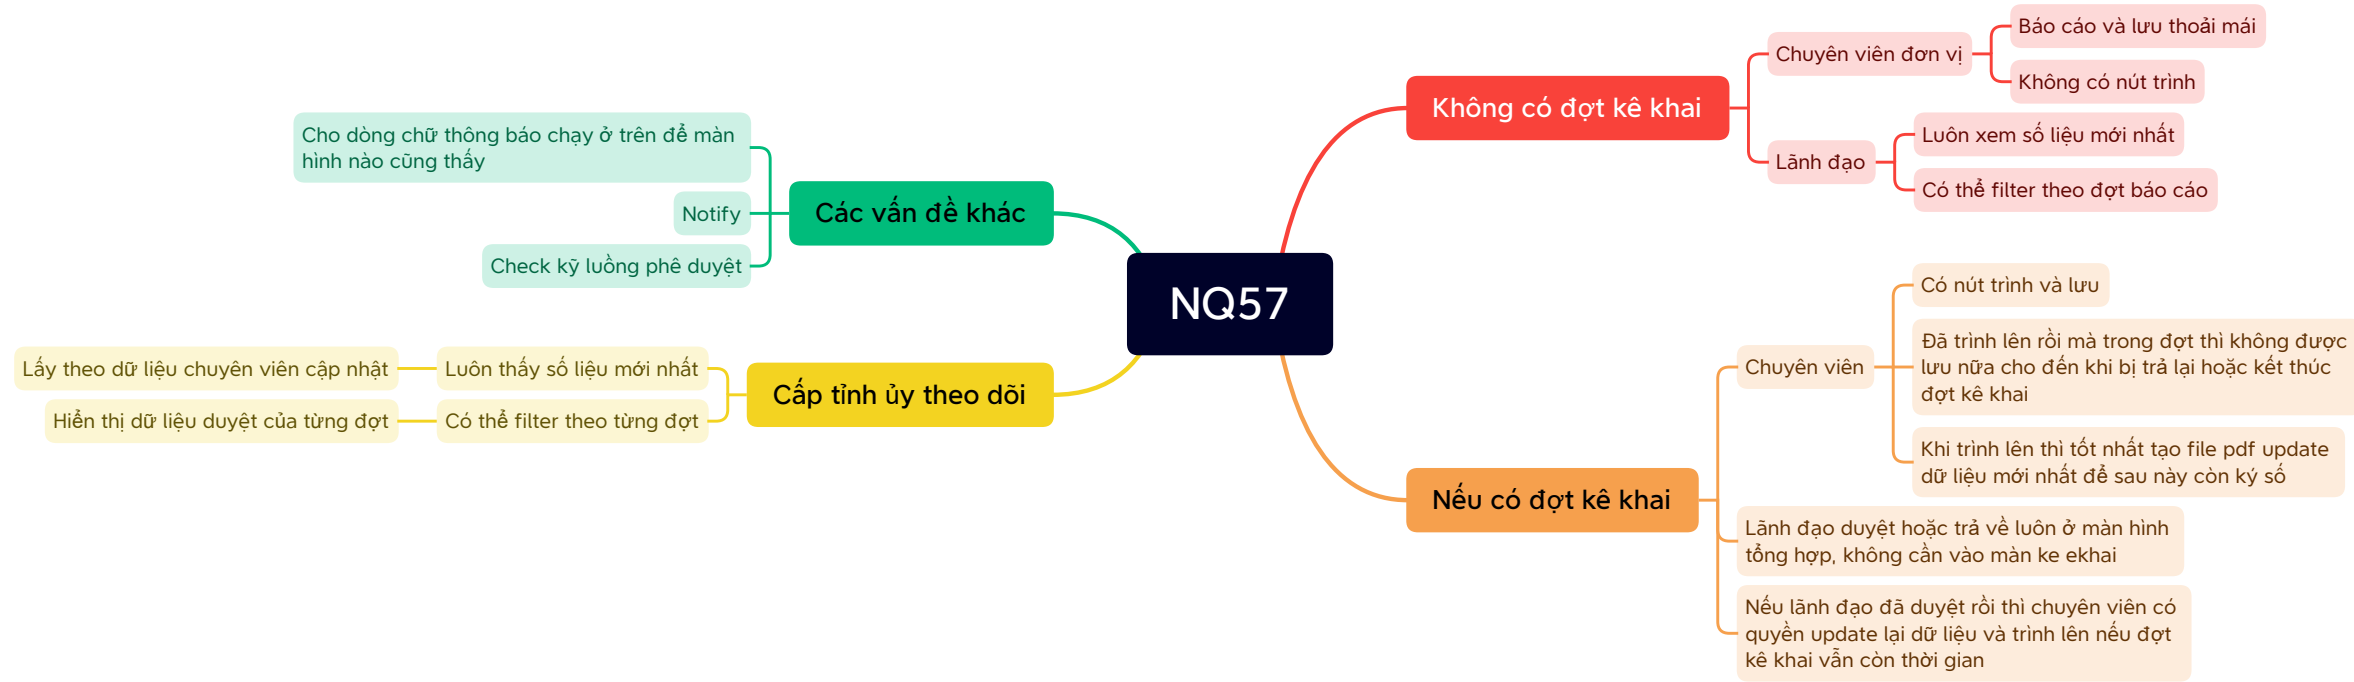 NQ57
Không có đợt kê khai
Chuyên viên đơn vị
Báo cáo và lưu thoải mái
Không có nút trình
Lãnh đạo
Luôn xem số liệu mới nhất
Có thể filter theo đợt báo cáo
Nếu có đợt kê khai
Chuyên viên
Có nút trình và lưu
Đã trình lên rồi mà trong đợt thì không được
lưu nữa cho đến khi bị trả lại hoặc kết thúc
đợt kê khai
Khi trình lên thì tốt nhất tạo file pdf update
dữ liệu mới nhất để sau này còn ký số
Lãnh đạo duyệt hoặc trả về luôn ở màn hình
tổng hợp, không cần vào màn ke ekhai
Nếu lãnh đạo đã duyệt rồi thì chuyên viên có
quyền update lại dữ liệu và trình lên nếu đợt
kê khai vẫn còn thời gian
Các vấn đề khác
Cho dòng chữ thông báo chạy ở trên để màn
hình nào cũng thấy
Notify
Check kỹ luồng phê duyệt
Cấp tỉnh ủy theo dõi
Luôn thấy số liệu mới nhất
Lấy theo dữ liệu chuyên viên cập nhật
Có thể filter theo từng đợt
Hiển thị dữ liệu duyệt của từng đợt